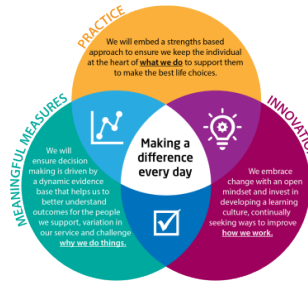 PRACTICE
We will embed a strengths based
approach to ensure we keep the individual
at the heart of what we do to support them
to make the best life choices.
MEANINGFUL MEASURES
We will
ensure decision
making is driven by
a dynamic evidence
base that helps us to
better understand
outcomes for the people
we support, variation in
our service and challenge
why we do things.
Making a
difference
every day
INNOVATI
We embrace
change with an open
mindset and invest in
developing a learning
culture, continually
seeking ways to improve
how we work.